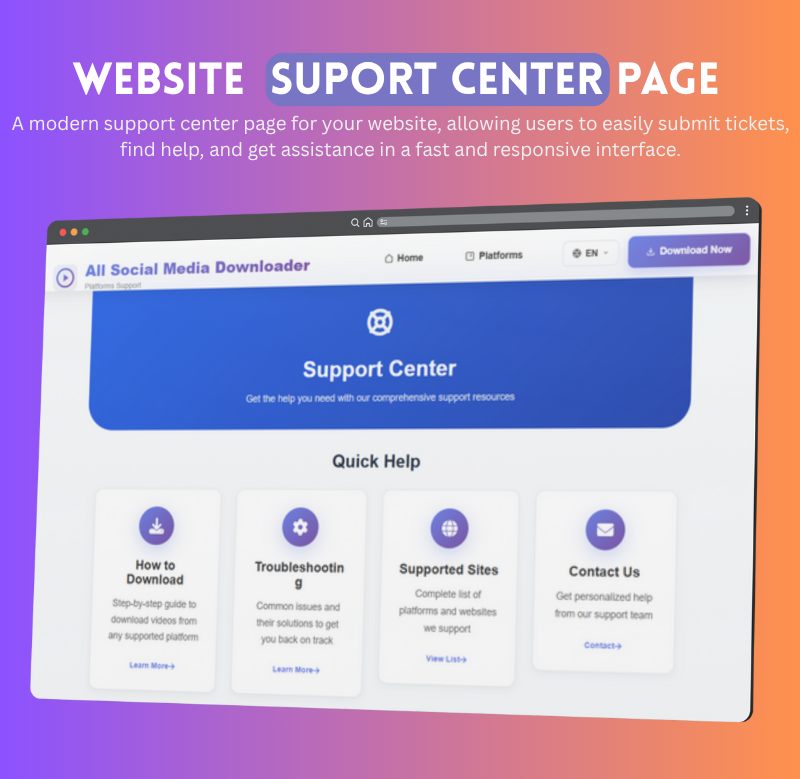 WEBSITE SUPORT CENTER PAGE
A modern support center page for your website, allowing users to easily submit tickets,
find help, and get assistance in a fast and responsive interface.
All Social Media Downloader
Platforms Support
Home
Platforms
EN
Download Now
Support Center
Get the help you need with our comprehensive support resources
Quick Help
How to
Download
Step-by-step guide to
download videos from
any supported platform
Learn More→
Troubleshootin
g
Common issues and
their solutions to get
you back on track
Learn More→
Supported Sites
Complete list of
platforms and websites
we support
View List→
Contact Us
Get personalized help
from our support team
Contact→